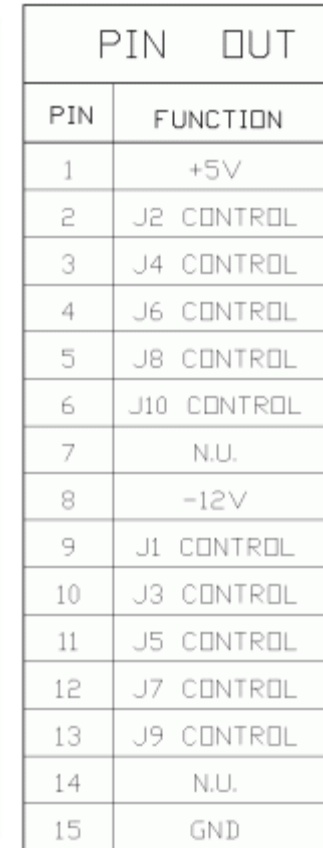 PIN OUT
PIN FUNCTION
1 +5V
2 J2 CONTROL
3 J4 CONTROL
4 J6 CONTROL
5 J8 CONTROL
6 J10 CONTROL
7 N.U.
8 -12V
9 J1 CONTROL
10 J3 CONTROL
11 J5 CONTROL
12 J7 CONTROL
13 J9 CONTROL
14 N.U.
15 GND